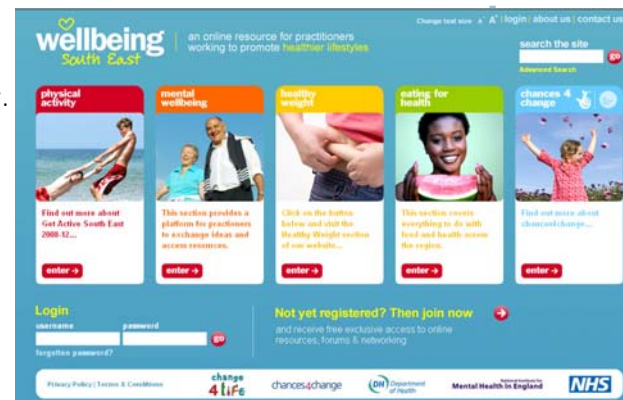 Change text size A- A+ | login | about us | contact us
wellbeing
South East
an online resource for practitioners
working to promote healthier lifestyles
search the site
go
Advanced Search
physical
activity
Find out more about
Get Active South East
2008-12...
enter →
mental
wellbeing
This section provides a
platform for practioners
to exchange ideas and
access resources.
enter →
healthy
weight
Click on the button
below and visit the
Healthy Weight section
of our website...
enter →
eating for
health
This section covers
everything to do with
food and health across
the region.
enter →
chances 4
change
Find out more about
chances4change...
enter →
Login
username password
go
forgotten password?
Not yet registered? Then join now
and receive free exclusive access to online
resources, forums & networking
Privacy Policy | Terms & Conditions
change
4 LiFe
chances4change
DH Department
of Health
National Institute for
Mental Health in England
NHS
.